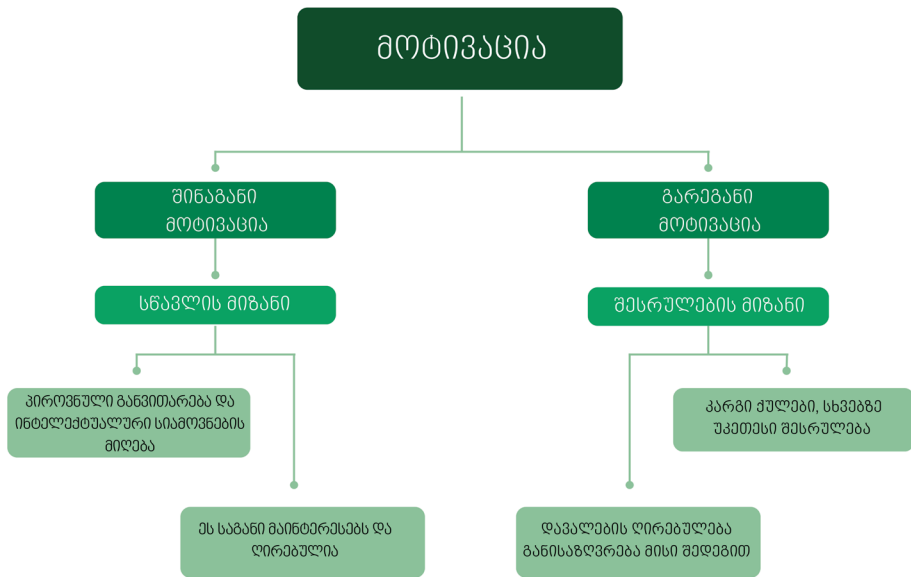 მოტივაცია
შინაგანი
მოტივაცია
გარეგანი
მოტივაცია
სწავლის მიზანი
შესრულების მიზანი
პიროვნული განვითარება და
ინტელექტუალური სიამოვნების
მიღება
კარგი ქულები, სხვებზე
უკეთესი შესრულება
ეს საგანი მაინტერესებს და
ღირებულია
დავალების ღირებულება
განისაზღვრება მისი შედეგით